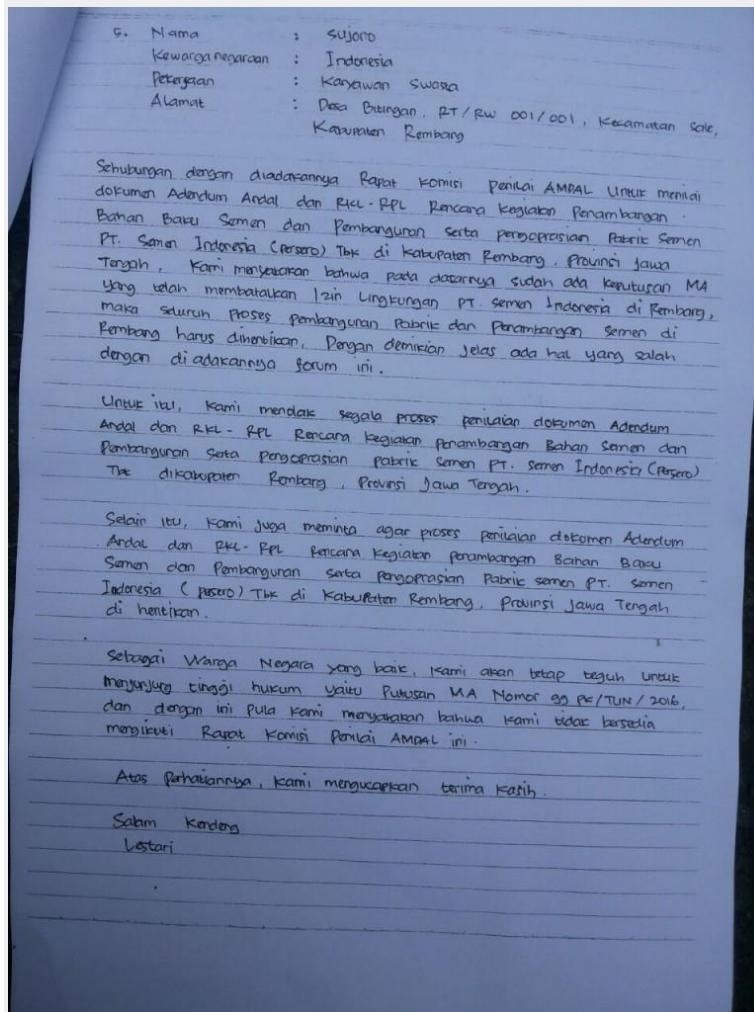 5. Nama : Sujono
Kewarganegaraan : Indonesia
Pekerjaan : Karyawan Swasta
Alamat : Desa Bitingan, RT/RW 001/001, Kecamatan Sale,
Kabupaten Rembang
Sehubungan dengan diadakannya Rapat Komisi Penilai AMDAL Untuk menilai
dokumen Adendum Andal dan RKL-RPL Rencana Kegiatan Penambangan
Bahan Baku Semen dan Pembangunan serta pengoprasian Pabrik Semen
PT. Semen Indonesia (Persero) Tbk di Kabupaten Rembang, Provinsi Jawa
Tengah, Kami menyatakan bahwa pada dasarnya sudah ada keputusan MA
yang telah membatalkan Izin Lingkungan PT. Semen Indonesia di Rembang,
maka seluruh proses pembangunan Pabrik dan Penambangan Semen di
Rembang harus dihentikan, Dengan demikian jelas ada hal yang salah
dengan di adakannya forum ini.
Untuk itu, kami menolak segala proses penilaian dokumen Adendum
Andal dan RKL-RPL Rencana Kegiatan penambangan Bahan Semen dan
Pembangunan Serta pengoprasian pabrik Semen PT. Semen Indonesia (Persero)
Tbk dikabupaten Rembang, Provinsi Jawa Tengah.
Selain itu, kami juga meminta agar proses penilaian dokumen Adendum
Andal dan RKL-RPL Rencana Kegiatan penambangan Bahan Baku
Semen dan Pembangunan serta pengoprasian Pabrik semen PT. Semen
Indonesia (persero) Tbk di Kabupaten Rembang, Provinsi Jawa Tengah
di hentikan.
Sebagai Warga Negara yang baik, kami akan tetap teguh untuk
menjunjung tinggi hukum yaitu Putusan MA Nomor 99 PK/TUN/2016,
dan dengan ini pula kami menyatakan bahwa kami tidak bersedia
mengikuti Rapat Komisi Penilai AMDAL ini.
Atas Perhatiannya, kami mengucapkan terima kasih.
Salam Kendeng
Lestari